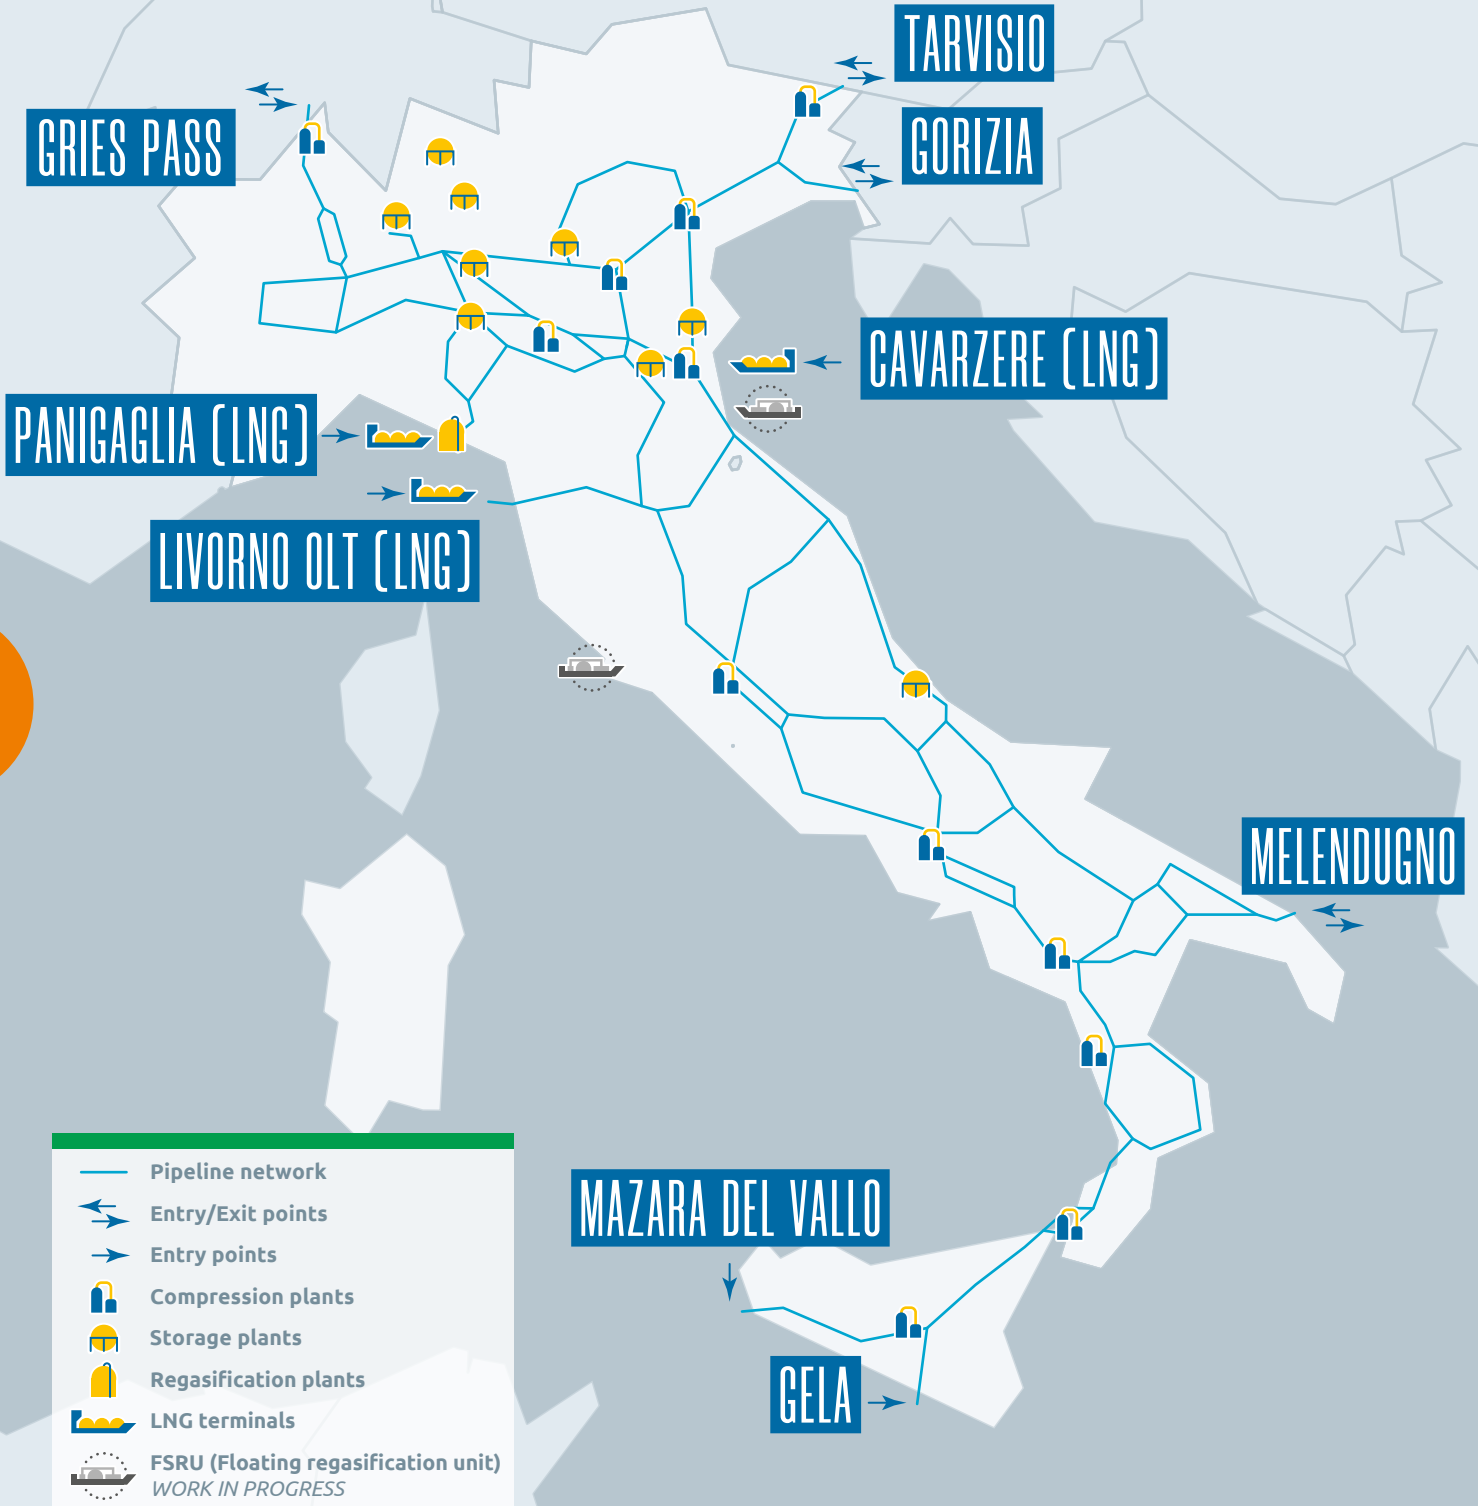 TARVISIO
GRIES PASS
GORIZIA
CAVARZERE (LNG)
PANIGAGLIA (LNG)
LIVORNO OLT (LNG)
MELENDUGNO
MAZARA DEL VALLO
GELA
Pipeline network
Entry/Exit points
Entry points
Compression plants
Storage plants
Regasification plants
LNG terminals
FSRU (Floating regasification unit)
WORK IN PROGRESS